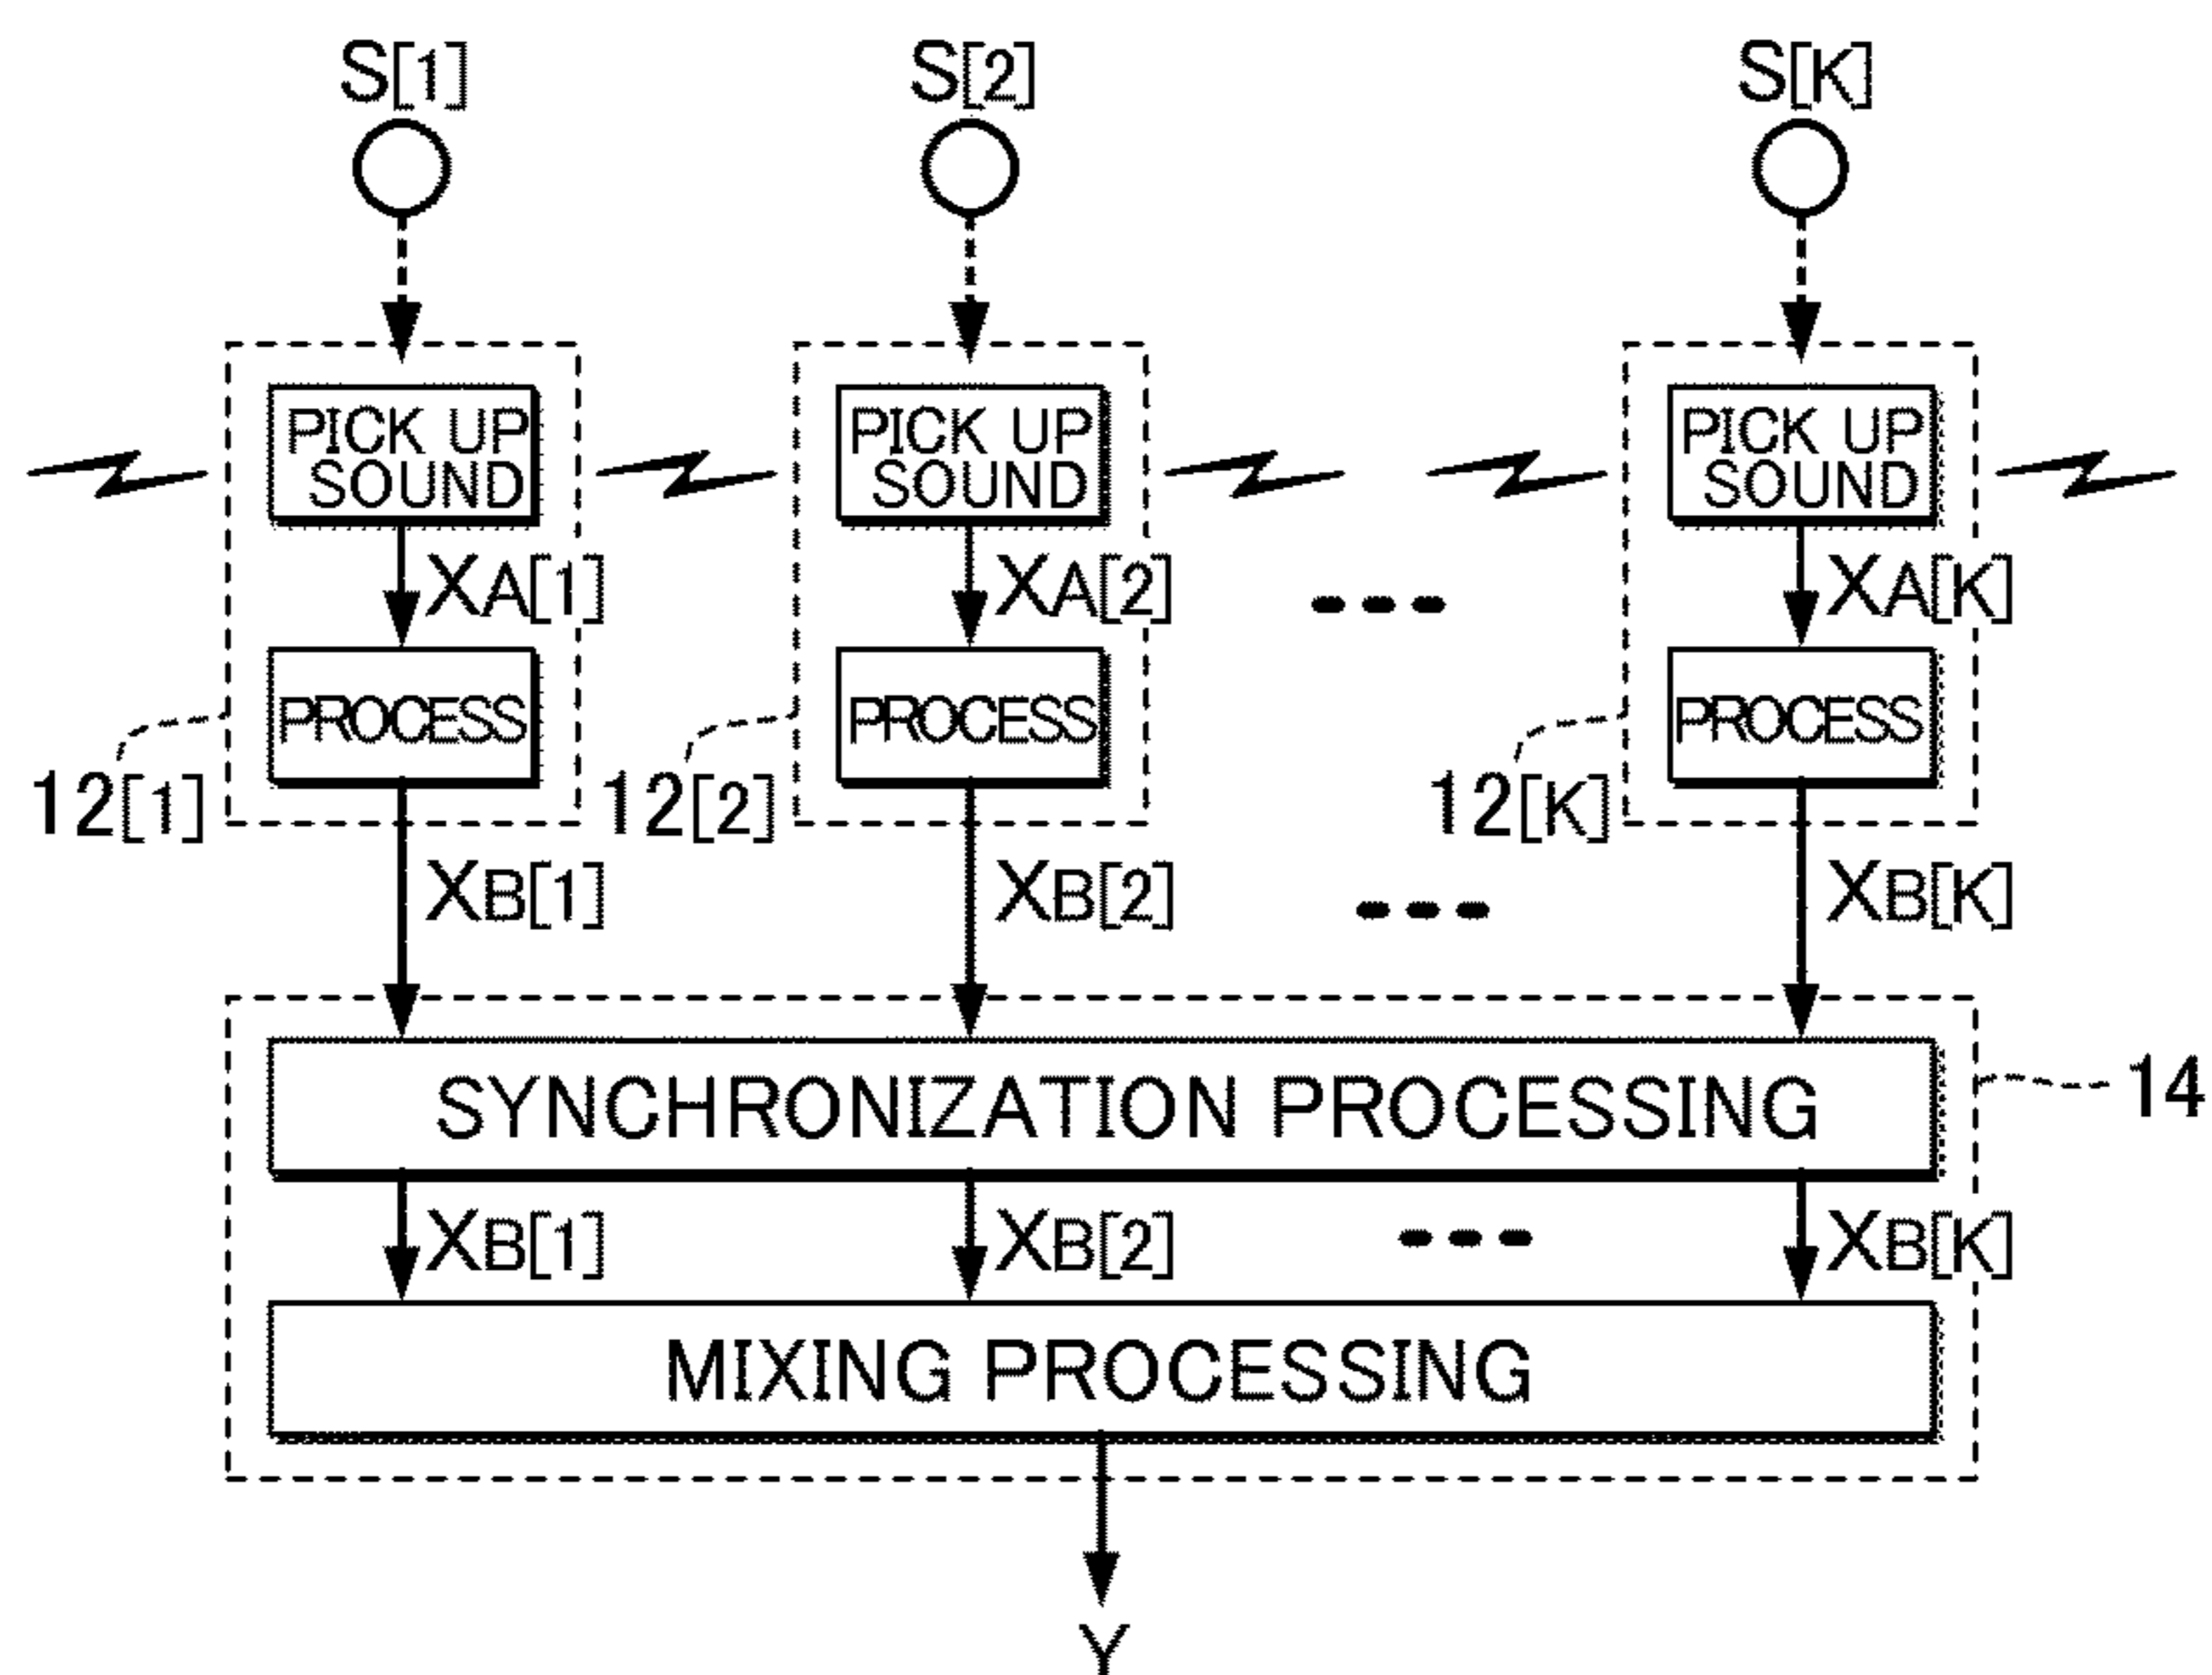 S[1] S[2] S[K]
PICK UP PICK UP PICK UP
SOUND SOUND SOUND
XA[1] XA[2] XA[K]
PROCESS PROCESS PROCESS
12[1] 12[2] 12[K]
XB[1] XB[2] XB[K]
SYNCHRONIZATION PROCESSING 14
XB[1] XB[2] XB[K]
MIXING PROCESSING
Y